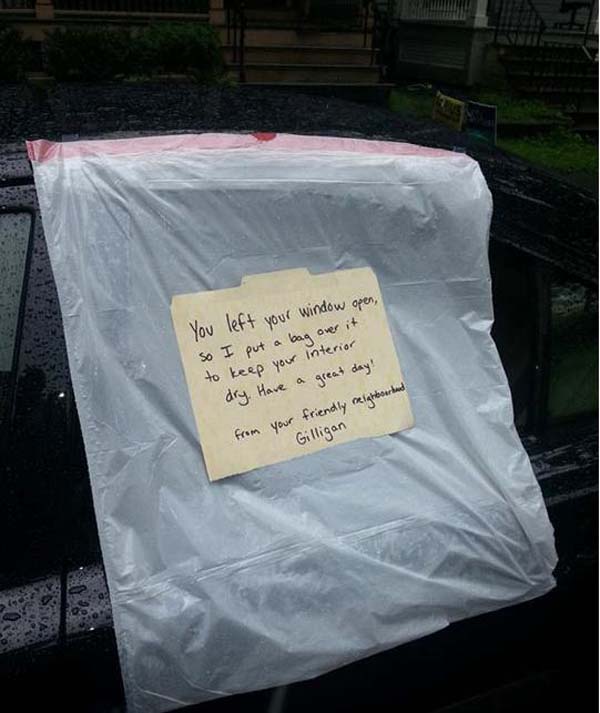 You left your window open,
so I put a bag over it
to keep your interior
dry. Have a great day!
from your friendly neighboorhood
Gilligan